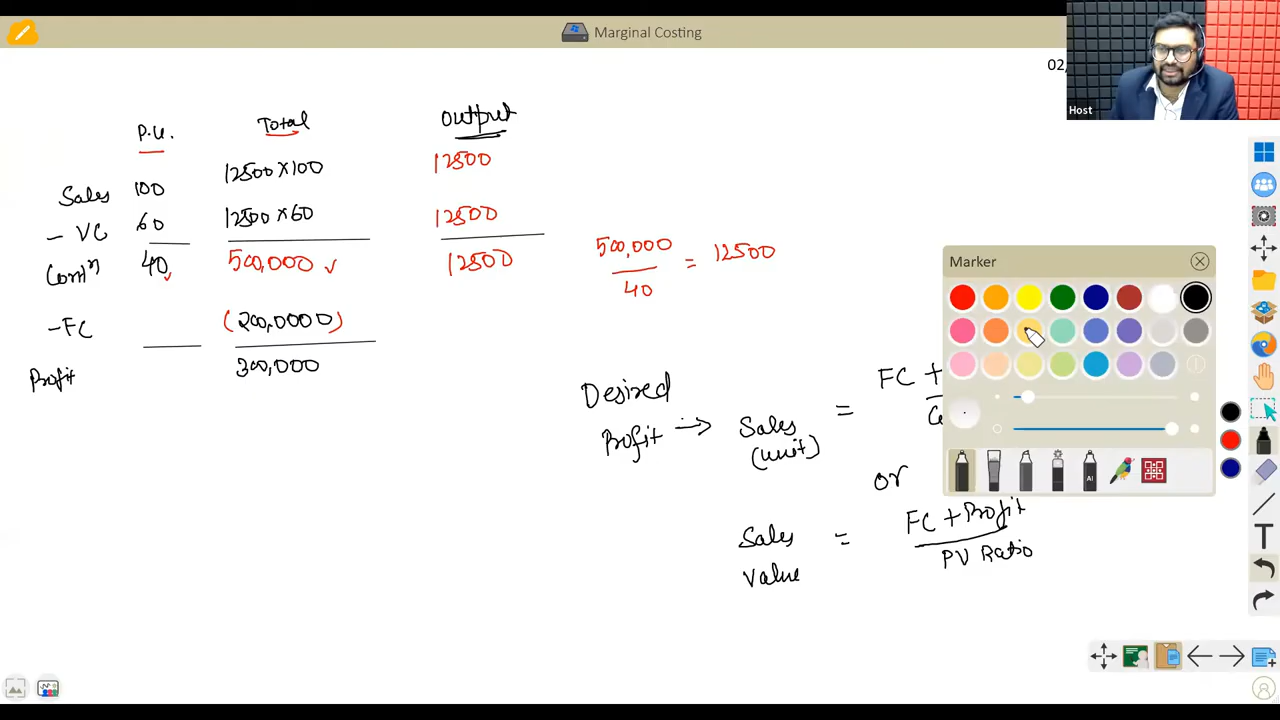 Marginal Costing
02/
Host
P.U. Total Output
Sales 100 12500×100 12500
- VC 60 12500×60 12500
Contn 40 500,000 12500
500,000 / 40 = 12500
-FC (200,0000)
Profit 300,000
Marker
Desired
Profit → Sales (unit) = FC +
or
Sales Value = FC + Profit
PV Ratio
AI
T